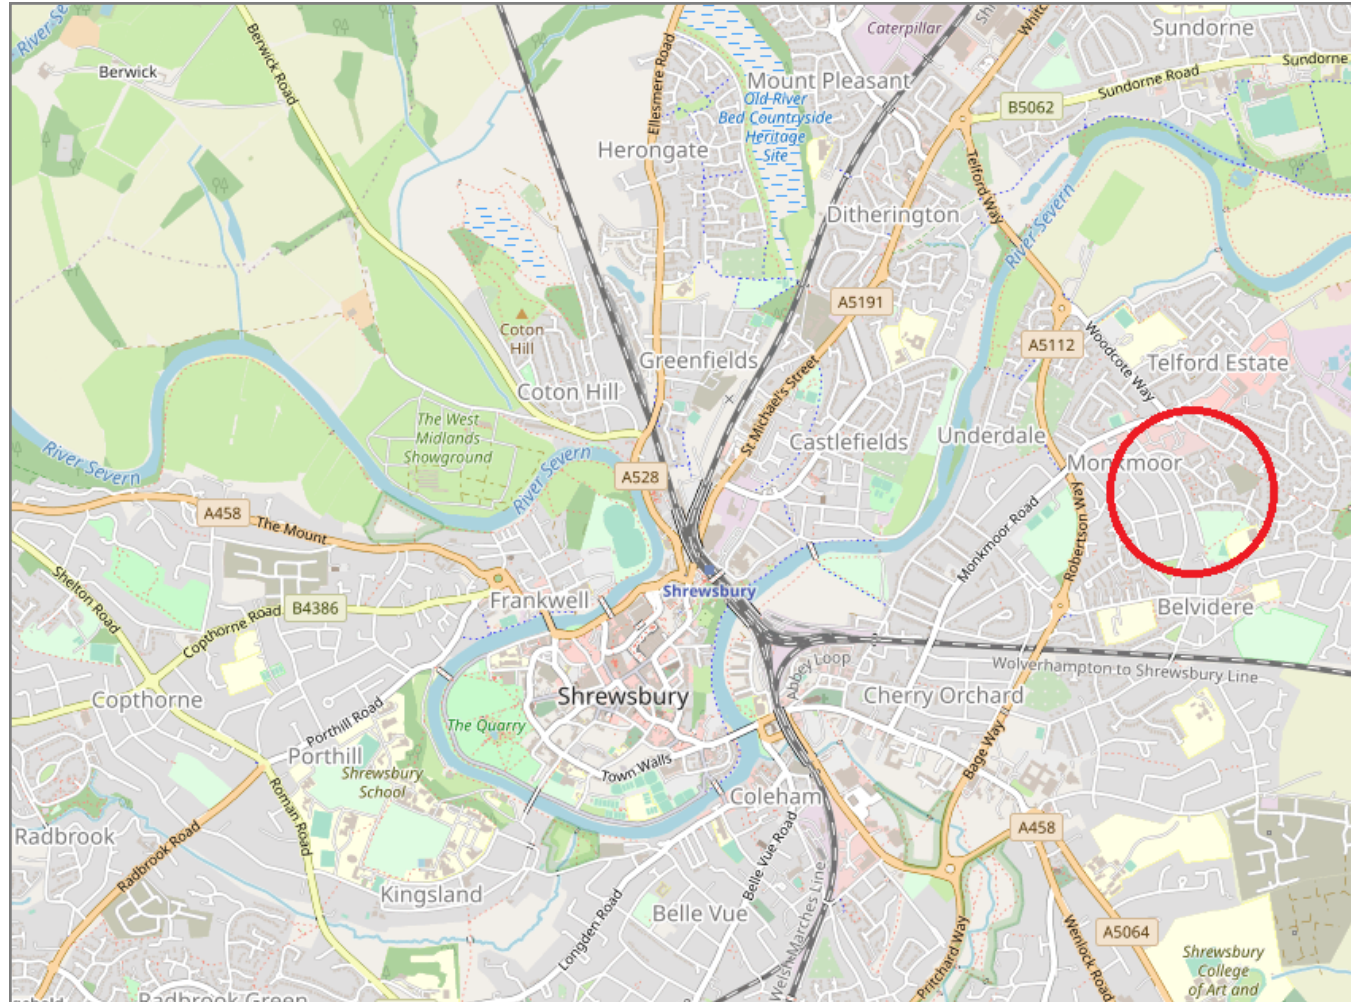 River Se
Berwick
Berwick Road
Ellesmere Road
Caterpillar
Mount Pleasant
Old River
Bed Countryside
Heritage
Site
Herongate
Whitc
Sundorne
Sundorne Road
Sundorne
B5062
Telford Way
River Severn
Ditherington
A5191
A5112
Woodcote Way
Telford Estate
Coton
Hill
Coton Hill
Greenfields
St Michael's Street
The West
Midlands
Showground
River Severn
River Severn
Castlefields
Underdale
Monkmoor
A528
A458
The Mount
Shelton Road
Monkmoor Road
Robertson Way
B4386
Copthorne Road
Frankwell
Shrewsbury
Belvidere
Wolverhampton to Shrewsbury Line
Abbey Loop
Cherry Orchard
Copthorne
Porthill Road
Porthill
The Quarry
Shrewsbury
Town Walls
Shrewsbury
School
Roman Road
Bage Way
Coleham
A458
Radbrook
Radbrook Road
Kingsland
Belle Vue Road
Belle Vue
Longden Road
Welsh Marches Line
Pritchard Way
Wenlock Road
A5064
Shrewsbury
College
of Art and
Radbrook Green